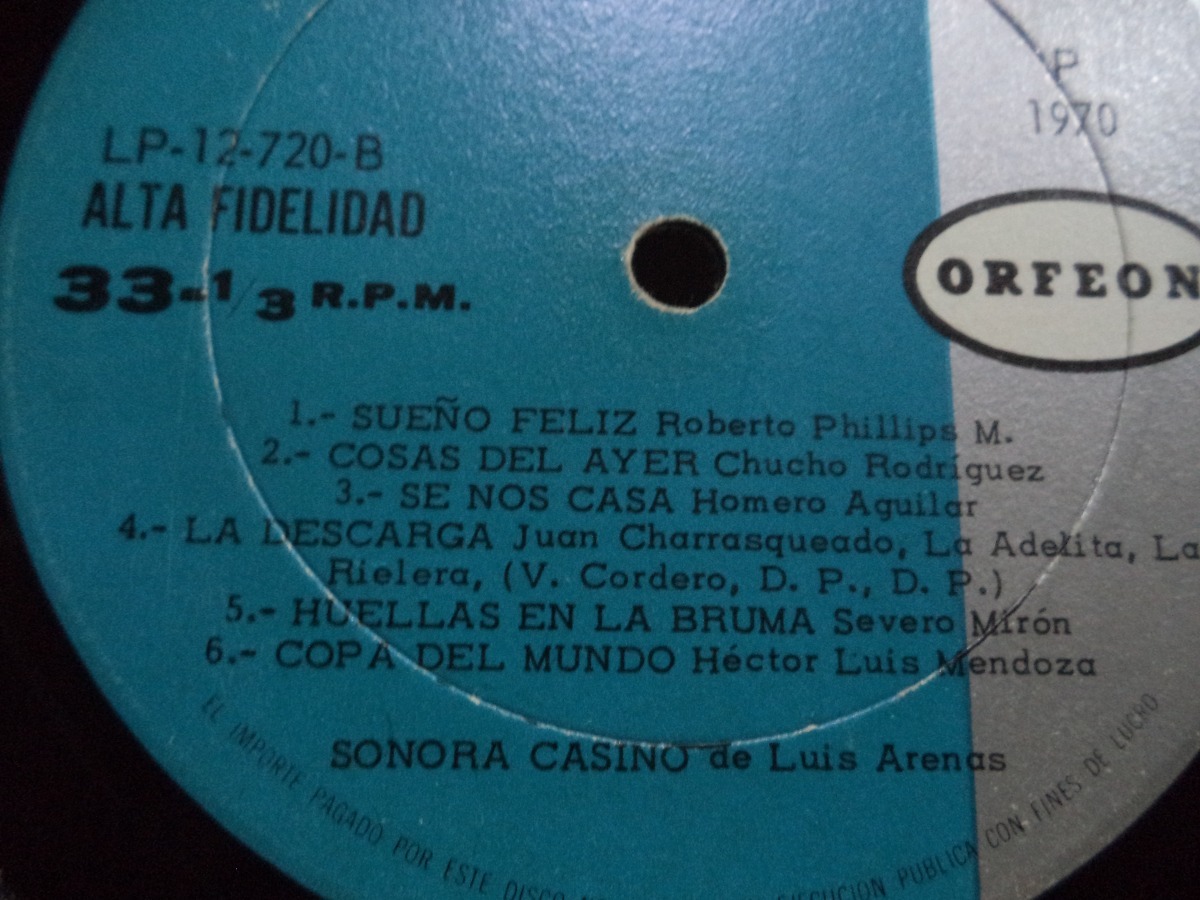 LP-12-720-B
ALTA FIDELIDAD
33-1/3 R.P.M.
P
1970
ORFEON
1.- SUEÑO FELIZ Roberto Phillips M.
2.- COSAS DEL AYER Chucho Rodríguez
3.- SE NOS CASA Homero Aguilar
4.- LA DESCARGA Juan Charrasqueado, La Adelita, La
Rielera, (V. Cordero, D. P., D. P.)
5.- HUELLAS EN LA BRUMA Severo Mirón
6.- COPA DEL MUNDO Héctor Luis Mendoza
SONORA CASINO de Luis Arenas
EL IMPORTE PAGADO POR ESTE DISCO EJECUCION PUBLICA CON FINES DE LUCRO